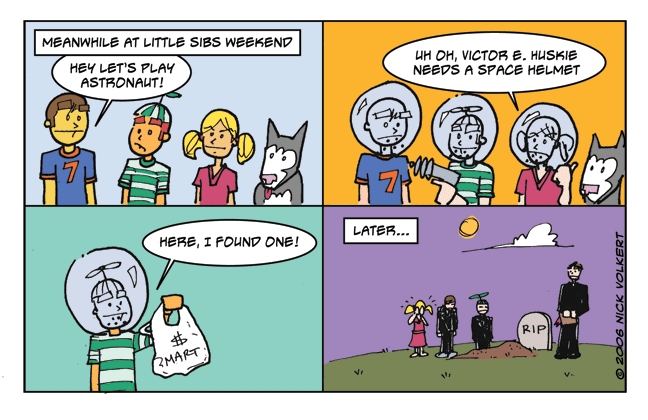 MEANWHILE AT LITTLE SIBS WEEKEND
HEY LET'S PLAY
ASTRONAUT!
7
UH OH, VICTOR E. HUSKIE
NEEDS A SPACE HELMET
7
HERE, I FOUND ONE!
$
MART
LATER...
RIP
© 2006 NICK VOLKERT